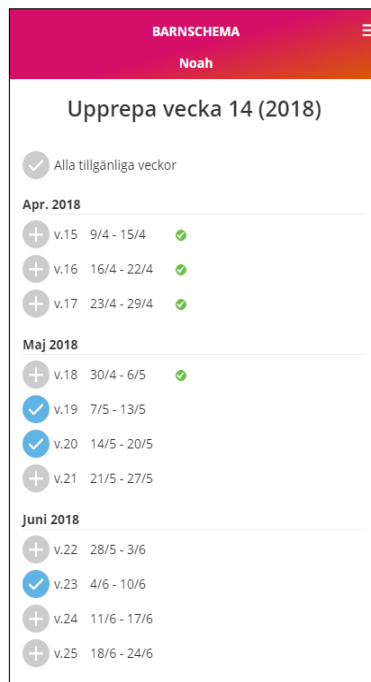 BARNSCHEMA
Noah
Upprepa vecka 14 (2018)
Alla tillgänliga veckor
Apr. 2018
v.15 9/4 - 15/4
v.16 16/4 - 22/4
v.17 23/4 - 29/4
Maj 2018
v.18 30/4 - 6/5
v.19 7/5 - 13/5
v.20 14/5 - 20/5
v.21 21/5 - 27/5
Juni 2018
v.22 28/5 - 3/6
v.23 4/6 - 10/6
v.24 11/6 - 17/6
v.25 18/6 - 24/6